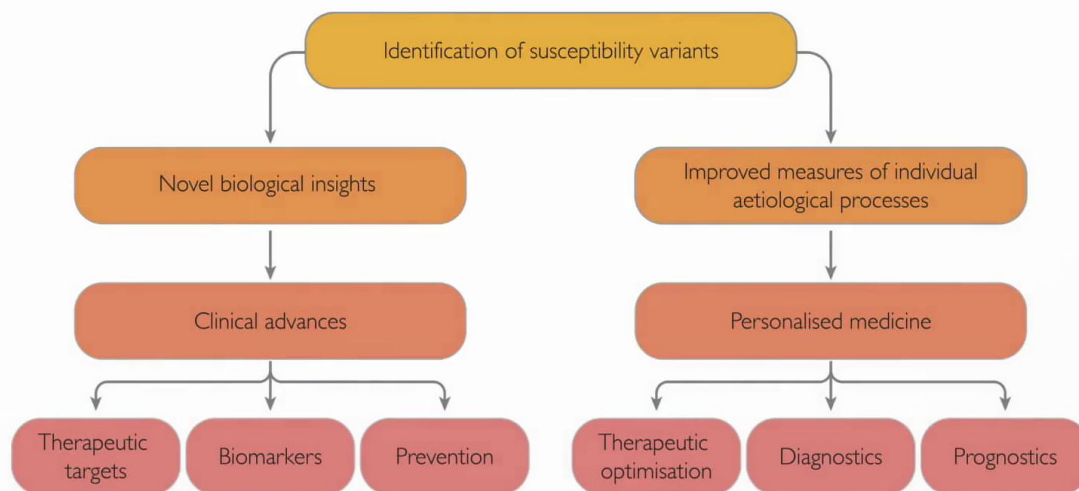 Identification of susceptibility variants
Novel biological insights
Improved measures of individual
aetiological processes
Clinical advances
Personalised medicine
Therapeutic
targets
Biomarkers
Prevention
Therapeutic
optimisation
Diagnostics
Prognostics